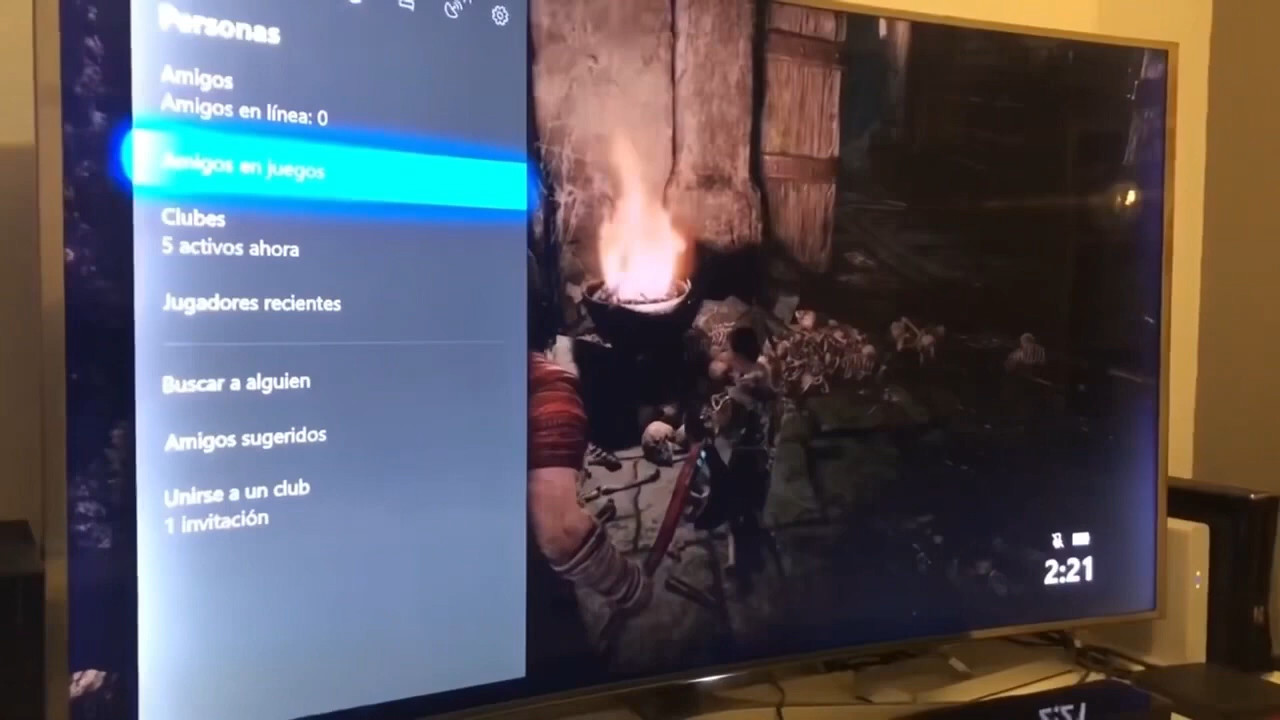 Personas
Amigos
Amigos en línea: 0
Amigos en juegos
Clubes
5 activos ahora
Jugadores recientes
Buscar a alguien
Amigos sugeridos
Unirse a un club
1 invitación
2:21